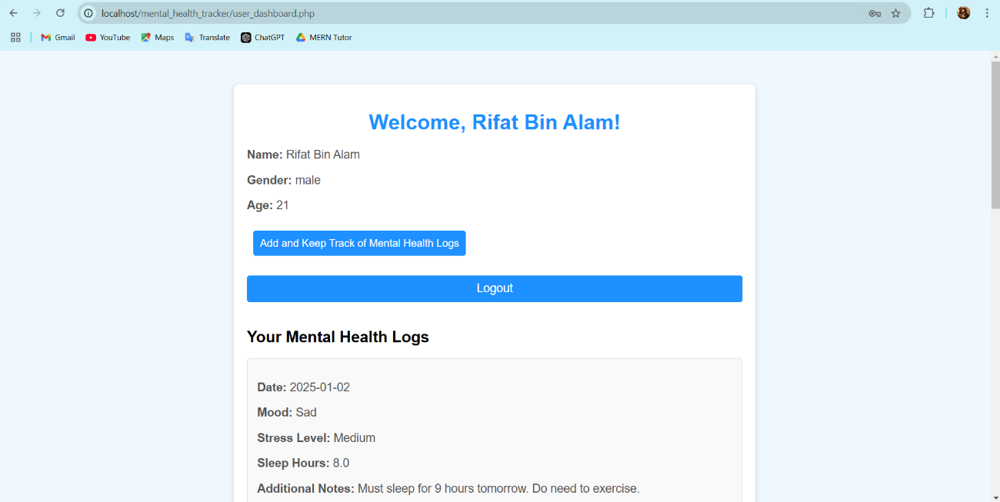 localhost/mental_health_tracker/user_dashboard.php
Gmail YouTube Maps Translate ChatGPT MERN Tutor
Welcome, Rifat Bin Alam!
Name: Rifat Bin Alam
Gender: male
Age: 21
Add and Keep Track of Mental Health Logs
Logout
Your Mental Health Logs
Date: 2025-01-02
Mood: Sad
Stress Level: Medium
Sleep Hours: 8.0
Additional Notes: Must sleep for 9 hours tomorrow. Do need to exercise.